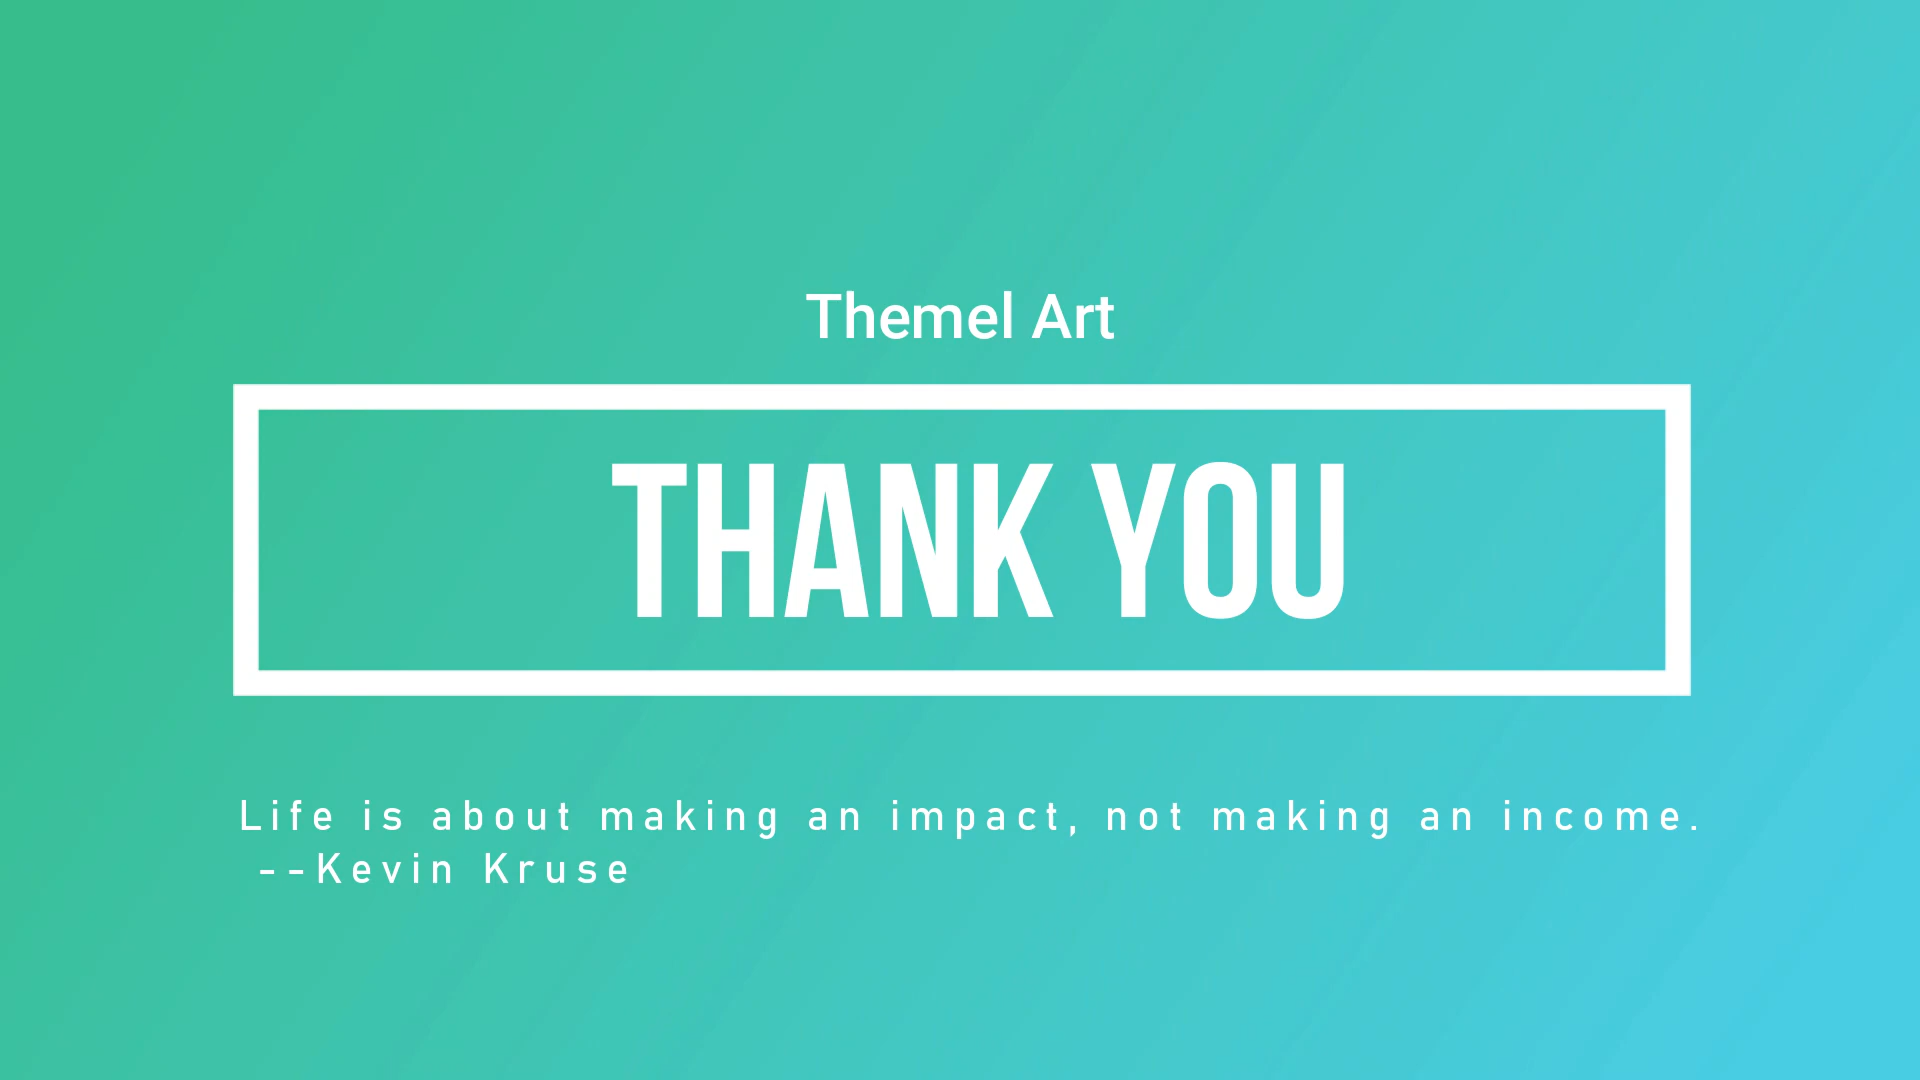 Themel Art
THANK YOU
Life is about making an impact, not making an income.
--Kevin Kruse